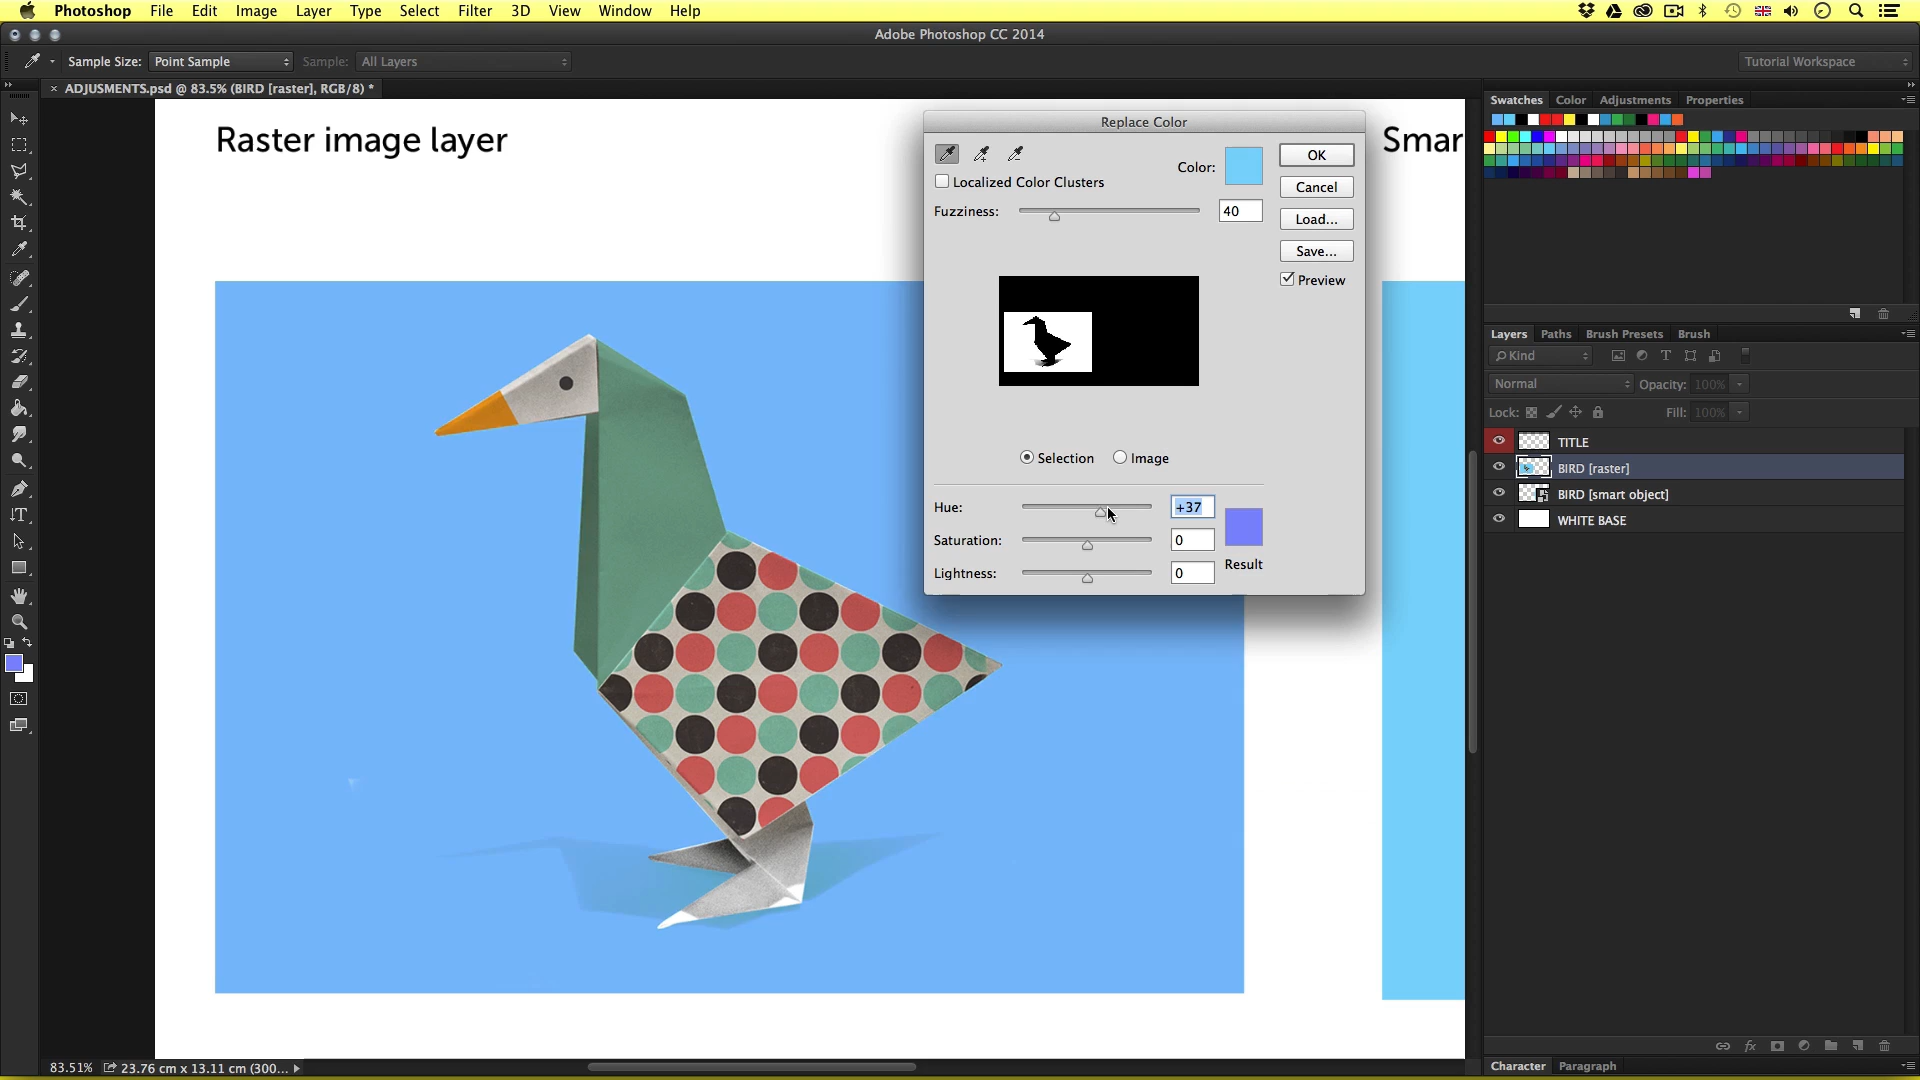 Photoshop File Edit Image Layer Type Select Filter 3D View Window Help
Adobe Photoshop CC 2014
Sample Size: Point Sample Sample: All Layers Tutorial Workspace
× ADJUSMENTS.psd @ 83.5% (BIRD [raster], RGB/8) *
Raster image layer
Smar
Replace Color
Color:
Localized Color Clusters
Fuzziness: 40
OK
Cancel
Load...
Save...
Preview
Selection Image
Hue: +37
Saturation: 0
Lightness: 0
Result
Swatches Color Adjustments Properties
Layers Paths Brush Presets Brush
Kind
Normal Opacity: 100%
Lock: Fill: 100%
TITLE
BIRD [raster]
BIRD [smart object]
WHITE BASE
fx
Character Paragraph
83.51% 23.76 cm x 13.11 cm (300...